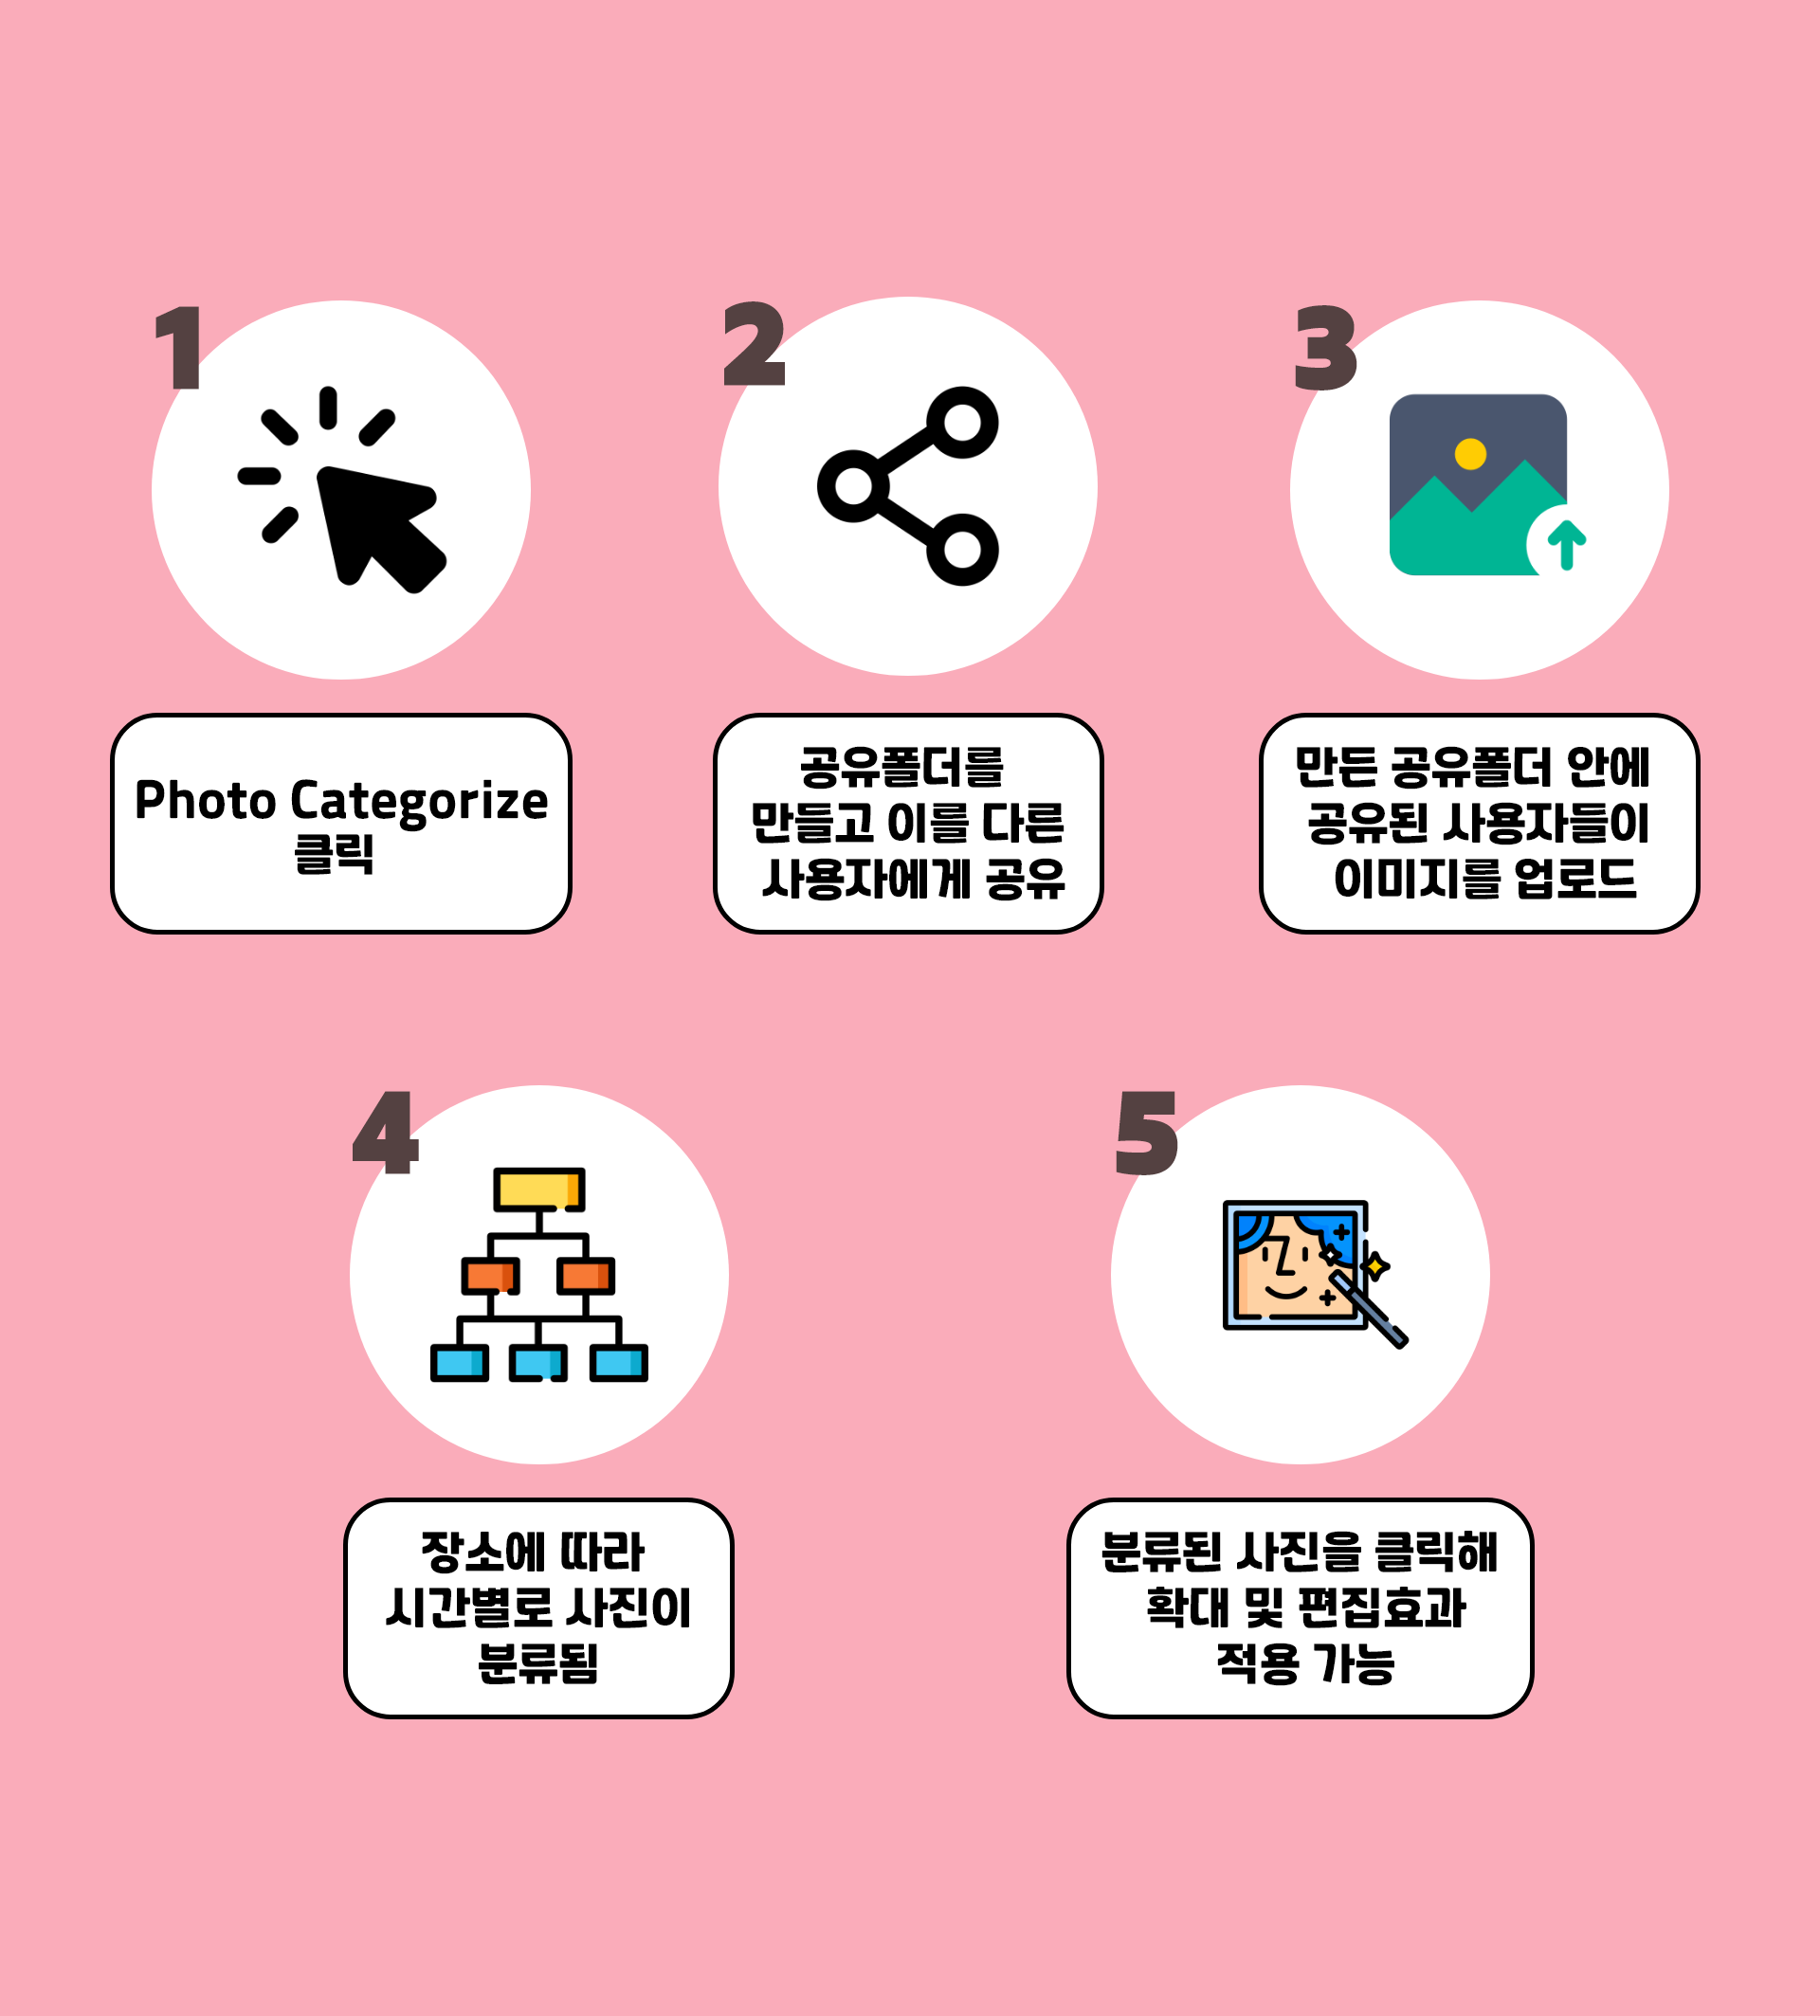 1
Photo Categorize
클릭
2
공유폴더를
만들고 이를 다른
사용자에게 공유
3
만든 공유폴더 안에
공유된 사용자들이
이미지를 업로드
4
장소에 따라
시간별로 사진이
분류됨
5
분류된 사진을 클릭해
확대 및 편집효과
적용 가능